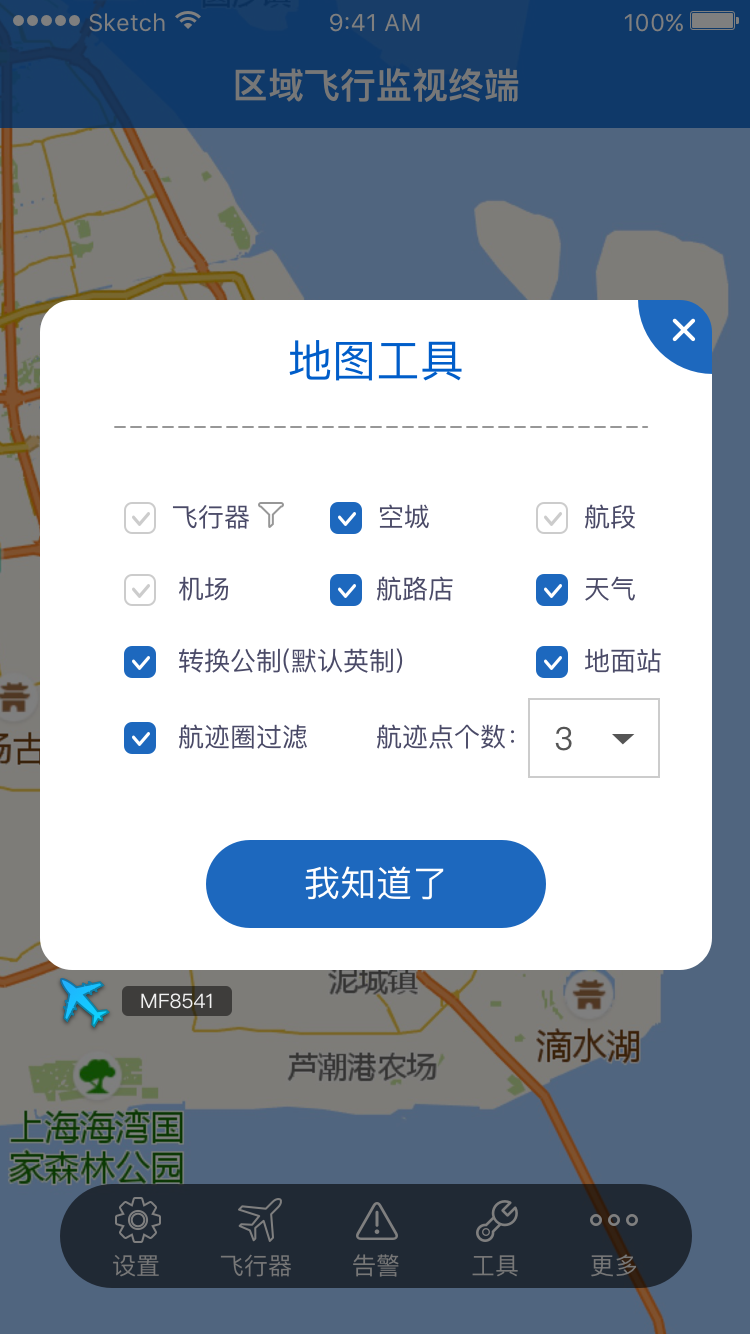 Sketch 9:41 AM 100%
区域飞行监视终端
地图工具
飞行器 空城 航段
机场 航路店 天气
转换公制(默认英制) 地面站
航迹圈过滤 航迹点个数: 3
我知道了
泥城镇
MF8541
滴水湖
芦潮港农场
上海海湾国
家森林公园
设置 飞行器 告警 工具 更多